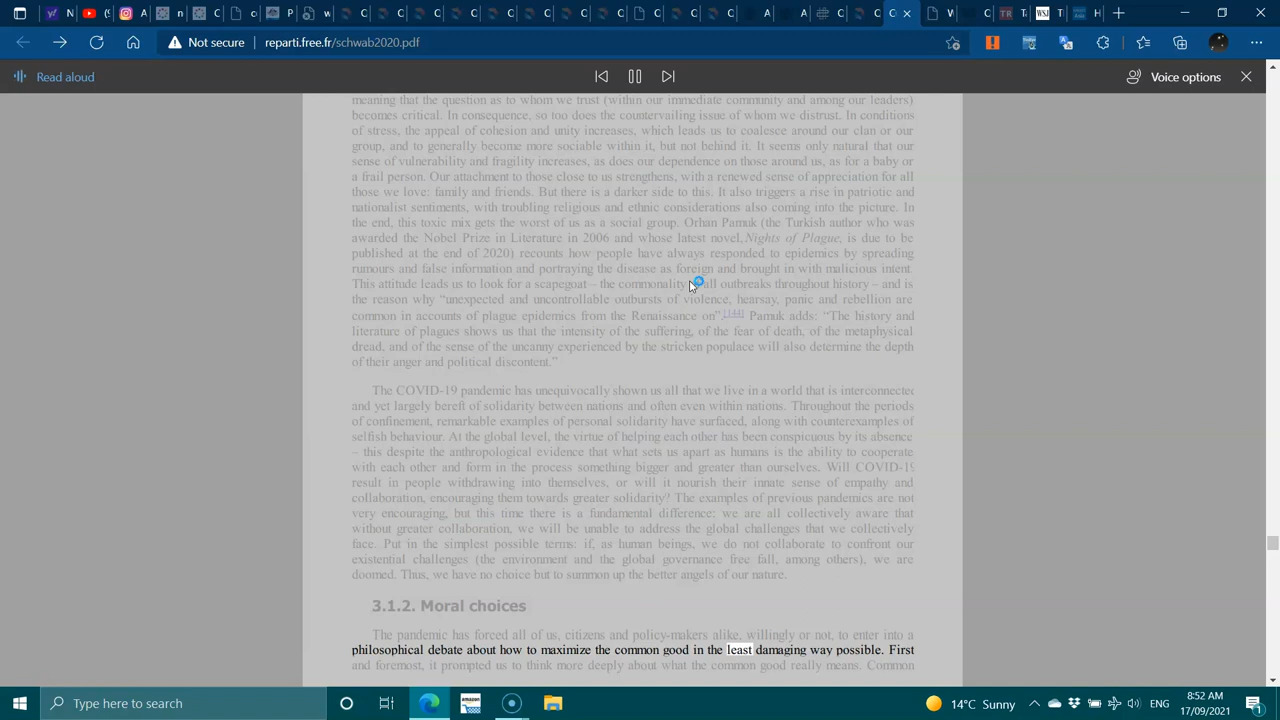 Not secure
reparti.free.fr/schwab2020.pdf
Read aloud
Voice options
meaning that the question as to whom we trust (within our immediate community and among our leaders)
becomes critical. In consequence, so too does the countervailing issue of whom we distrust. In conditions
of stress, the appeal of cohesion and unity increases, which leads us to coalesce around our clan or our
group, and to generally become more sociable within it, but not behind it. It seems only natural that our
sense of vulnerability and fragility increases, as does our dependence on those around us, as for a baby or
a frail person. Our attachment to those close to us strengthens, with a renewed sense of appreciation for all
those we love: family and friends. But there is a darker side to this. It also triggers a rise in patriotic and
nationalist sentiments, with troubling religious and ethnic considerations also coming into the picture. In
the end, this toxic mix gets the worst of us as a social group. Orhan Pamuk (the Turkish author who was
awarded the Nobel Prize in Literature in 2006 and whose latest novel, Nights of Plague, is due to be
published at the end of 2020) recounts how people have always responded to epidemics by spreading
rumours and false information and portraying the disease as foreign and brought in with malicious intent.
This attitude leads us to look for a scapegoat – the commonality all outbreaks throughout history – and is
the reason why “unexpected and uncontrollable outbursts of violence, hearsay, panic and rebellion are
common in accounts of plague epidemics from the Renaissance on”.[144] Pamuk adds: “The history and
literature of plagues shows us that the intensity of the suffering, of the fear of death, of the metaphysical
dread, and of the sense of the uncanny experienced by the stricken populace will also determine the depth
of their anger and political discontent.”
The COVID-19 pandemic has unequivocally shown us all that we live in a world that is interconnected
and yet largely bereft of solidarity between nations and often even within nations. Throughout the periods
of confinement, remarkable examples of personal solidarity have surfaced, along with counterexamples of
selfish behaviour. At the global level, the virtue of helping each other has been conspicuous by its absence
– this despite the anthropological evidence that what sets us apart as humans is the ability to cooperate
with each other and form in the process something bigger and greater than ourselves. Will COVID-19
result in people withdrawing into themselves, or will it nourish their innate sense of empathy and
collaboration, encouraging them towards greater solidarity? The examples of previous pandemics are not
very encouraging, but this time there is a fundamental difference: we are all collectively aware that
without greater collaboration, we will be unable to address the global challenges that we collectively
face. Put in the simplest possible terms: if, as human beings, we do not collaborate to confront our
existential challenges (the environment and the global governance free fall, among others), we are
doomed. Thus, we have no choice but to summon up the better angels of our nature.
3.1.2. Moral choices
The pandemic has forced all of us, citizens and policy-makers alike, willingly or not, to enter into a
philosophical debate about how to maximize the common good in the least damaging way possible. First
and foremost, it prompted us to think more deeply about what the common good really means. Common
Type here to search
amazon
14°C Sunny
ENG
8:52 AM
17/09/2021